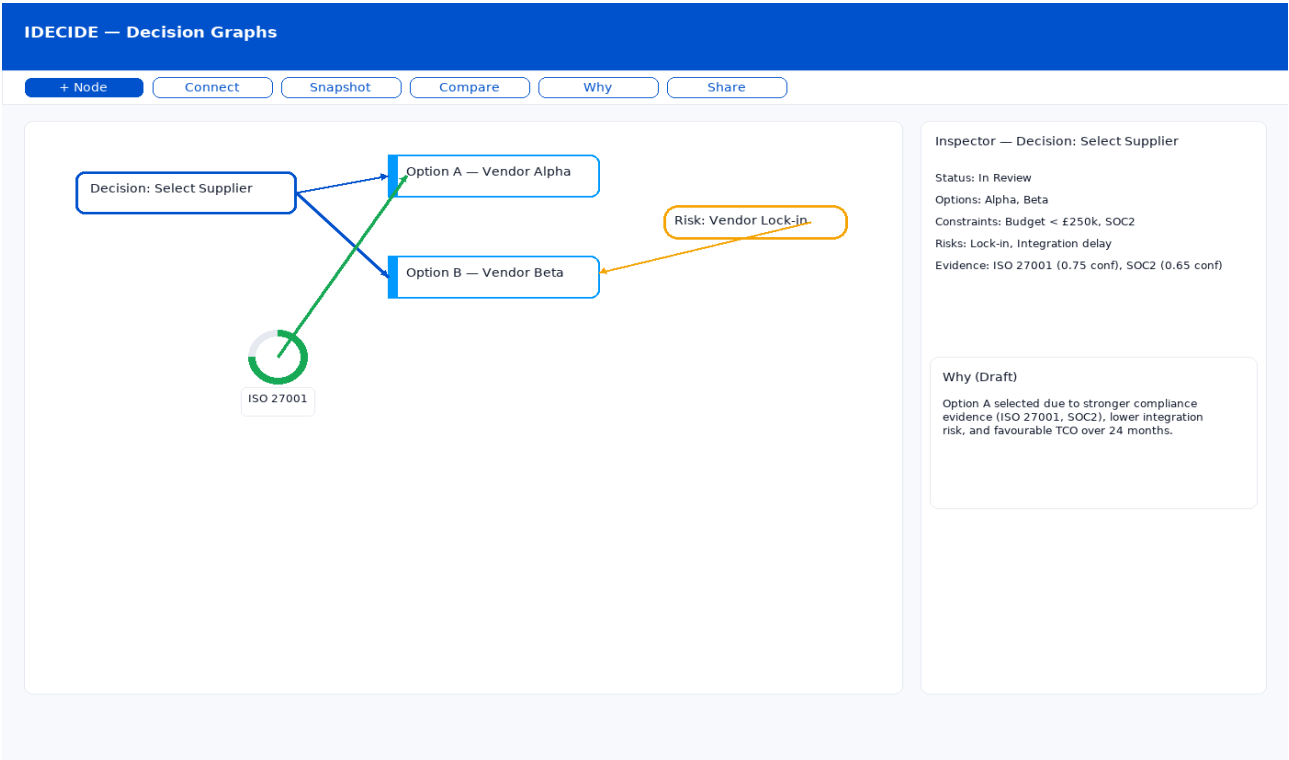 IDECIDE — Decision Graphs
+ Node
Connect
Snapshot
Compare
Why
Share
Decision: Select Supplier
Option A — Vendor Alpha
Risk: Vendor Lock-in
Option B — Vendor Beta
ISO 27001
Inspector — Decision: Select Supplier
Status: In Review
Options: Alpha, Beta
Constraints: Budget < £250k, SOC2
Risks: Lock-in, Integration delay
Evidence: ISO 27001 (0.75 conf), SOC2 (0.65 conf)
Why (Draft)
Option A selected due to stronger compliance
evidence (ISO 27001, SOC2), lower integration
risk, and favourable TCO over 24 months.